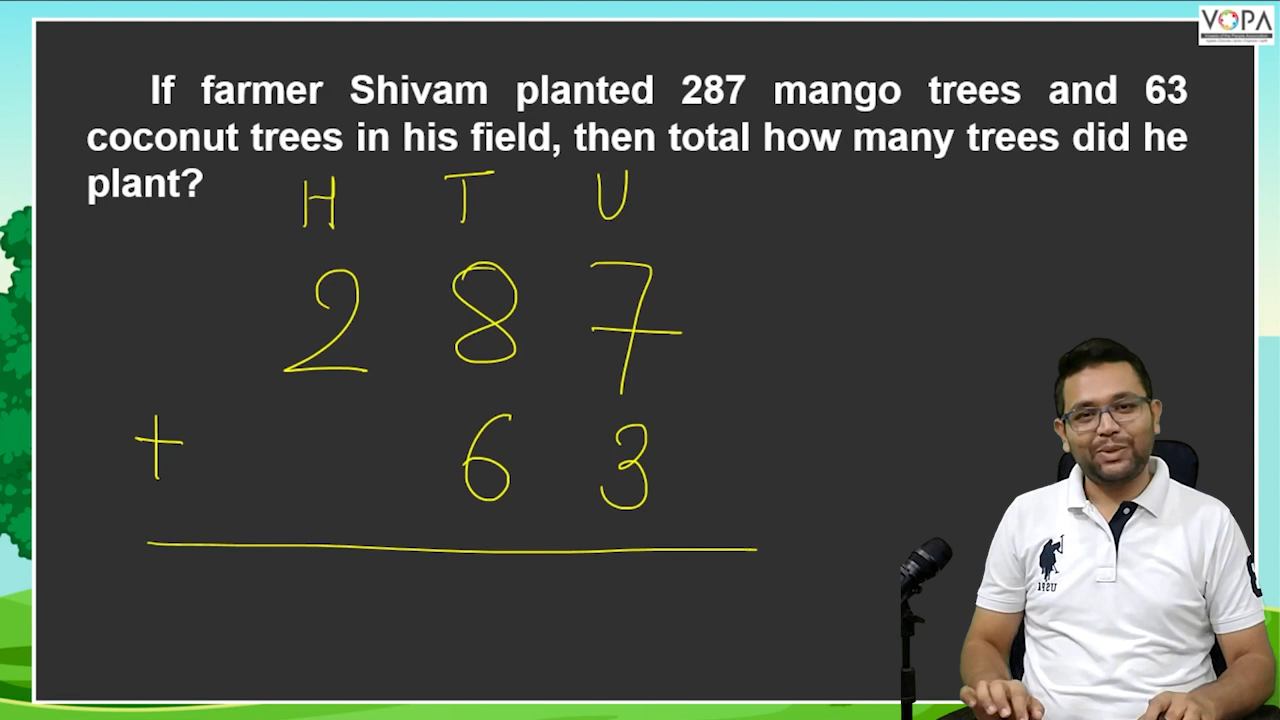 VOPA
If farmer Shivam planted 287 mango trees and 63
coconut trees in his field, then total how many trees did he
plant?
H T U
2 8 7
+ 6 3